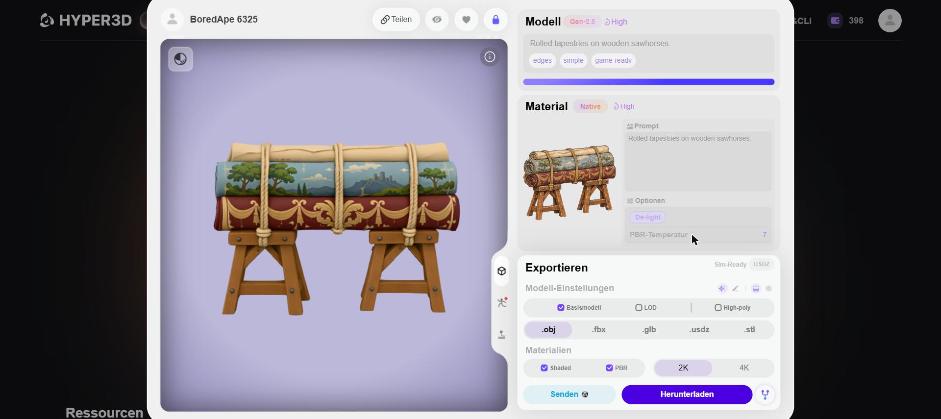 HYPER3D
BoredApe 6325
Teilen
&CLI
398
Modell Gen-2.5 High
Rolled tapestries on wooden sawhorses.
edges simple game ready
Material Native High
Prompt
Rolled tapestries on wooden sawhorses.
Optionen
De-light
PBR-Temperatur 7
Exportieren
Sim-Ready USDZ
Modell-Einstellungen
Basismodell LOD High-poly
.obj .fbx .glb .usdz .stl
Materialien
Shaded PBR 2K 4K
Senden Herunterladen
Ressourcen